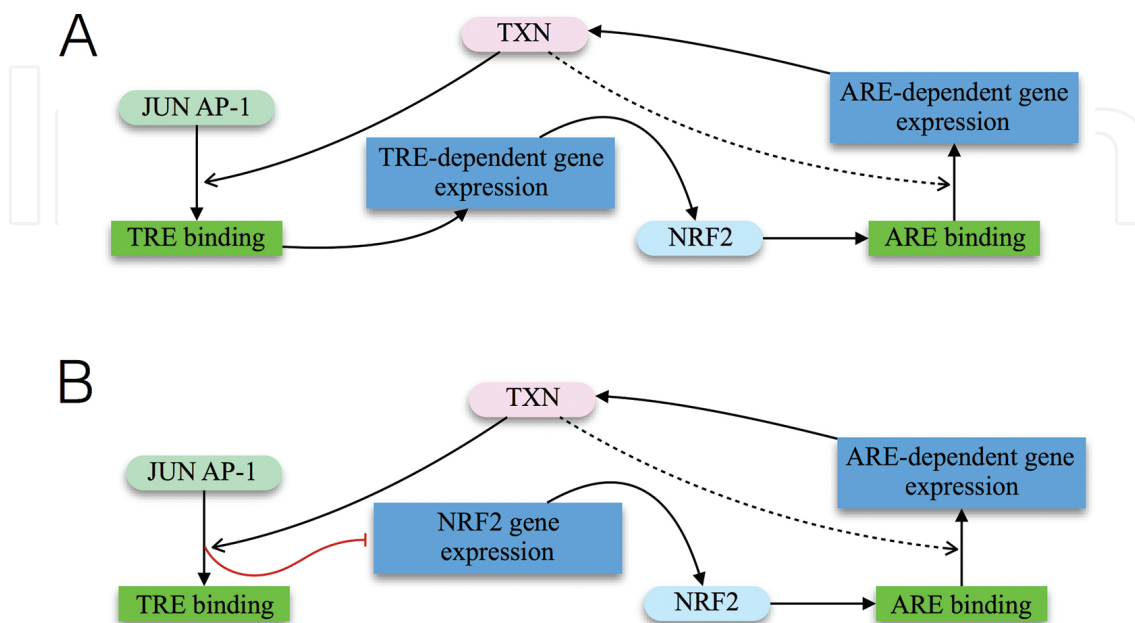 A
TXN
JUN AP-1
ARE-dependent gene
expression
TRE-dependent gene
expression
TRE binding
NRF2
ARE binding
B
TXN
JUN AP-1
ARE-dependent gene
expression
NRF2 gene
expression
TRE binding
NRF2
ARE binding